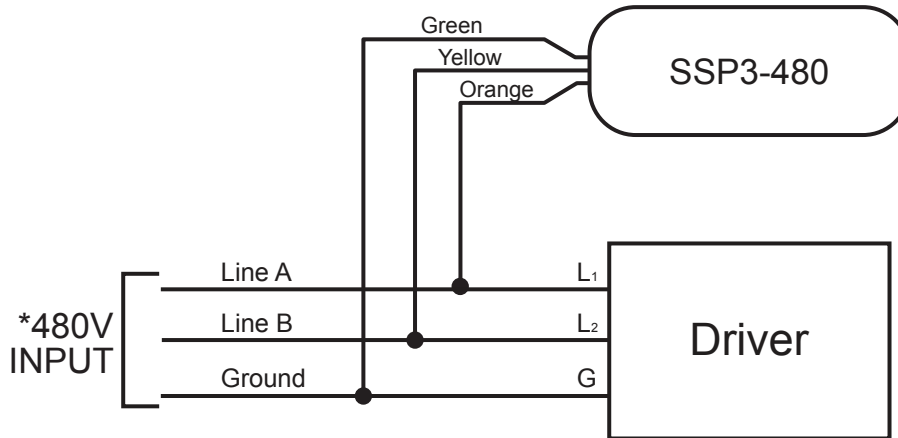 Green
Yellow
Orange
SSP3-480
*480V
INPUT
Line A
L1
Line B
L2
Ground
G
Driver